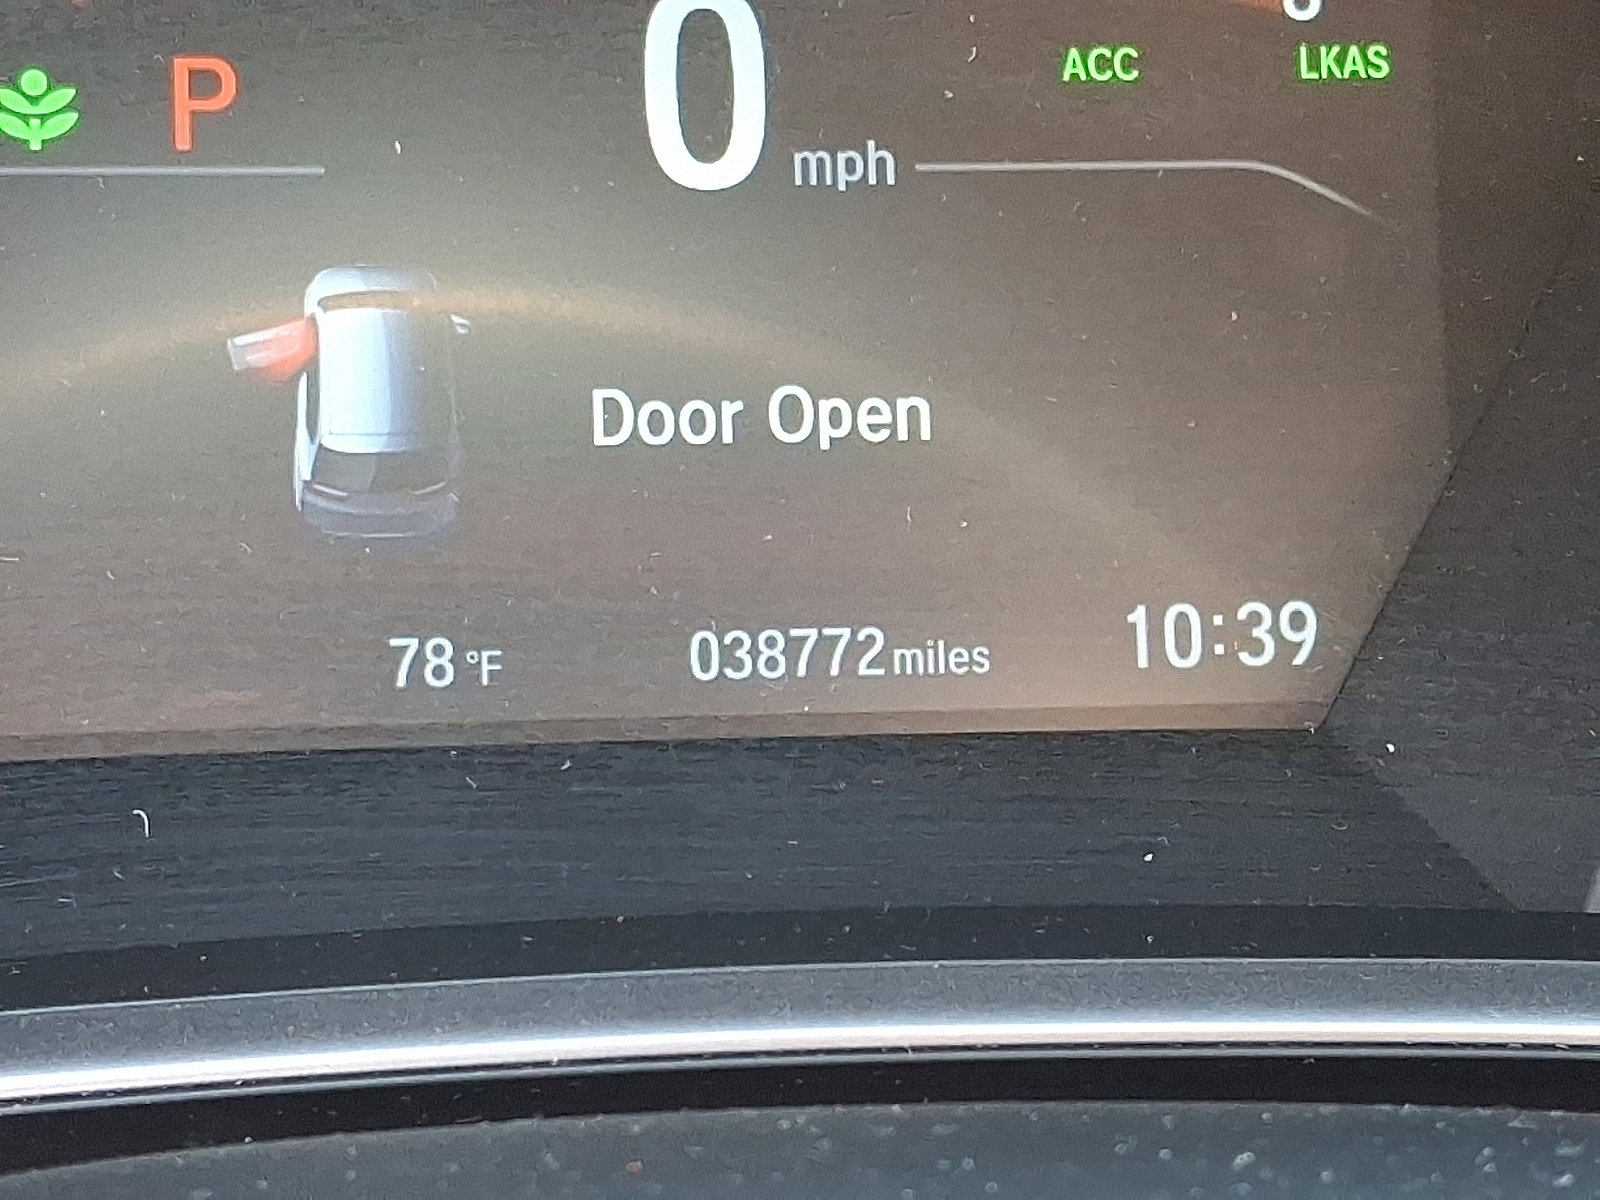 P
0 mph
ACC
LKAS
Door Open
78 °F
038772 miles
10:39